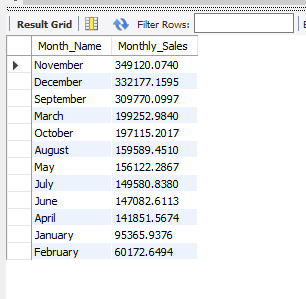 Result Grid Filter Rows:
Month_Name Monthly_Sales
November 349120.0740
December 332177.1595
September 309770.0997
March 199252.9840
October 197115.2017
August 159589.4510
May 156122.2867
July 149580.8380
June 147082.6113
April 141851.5674
January 95365.9376
February 60172.6494